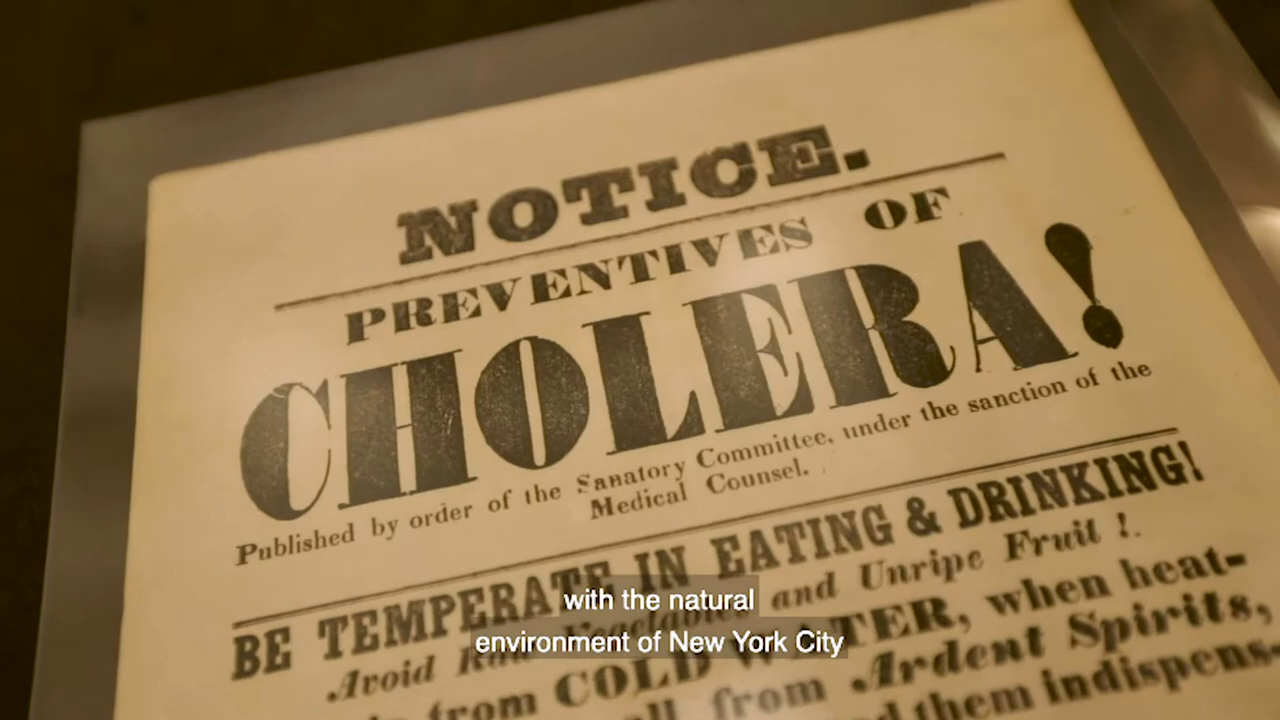 NOTICE.
PREVENTIVES OF
CHOLERA!
Published by order of the Sanatory Committee, under the sanction of the
Medical Counsel.
BE TEMPERATE IN EATING & DRINKING!
Avoid Raw Vegetables and Unripe Fruit !.
from COLD WATER, when heat-
all from Ardent Spirits,
them indispens-
with the natural
environment of New York City